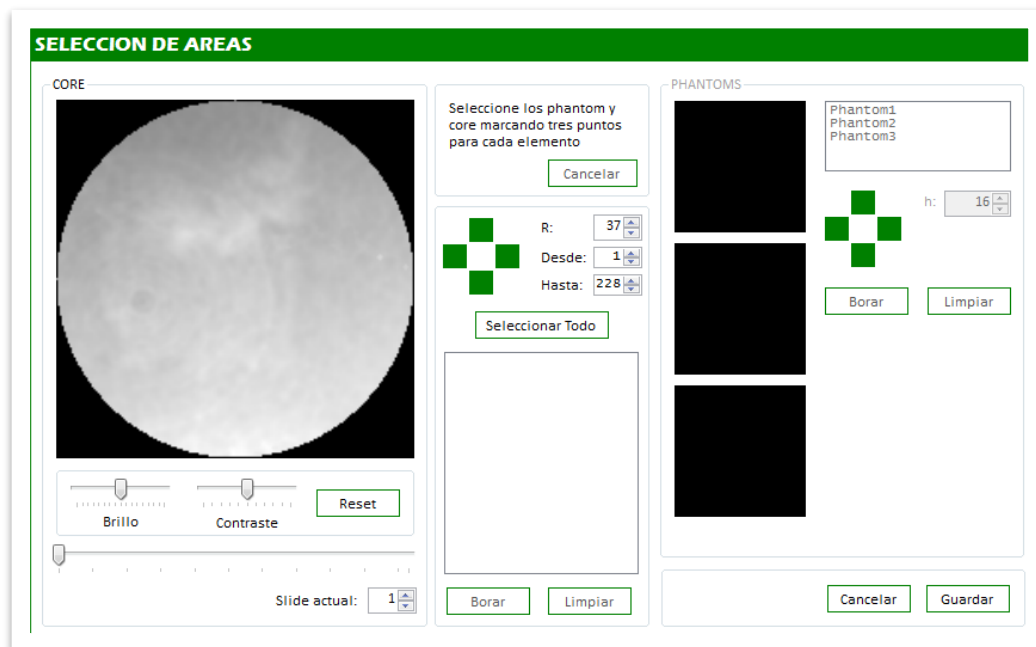 SELECCION DE AREAS
CORE
Brillo
Contraste
Reset
Slide actual: 1
Seleccione los phantom y
core marcando tres puntos
para cada elemento
Cancelar
R: 37
Desde: 1
Hasta: 228
Seleccionar Todo
Borar
Limpiar
PHANTOMS
Phantom1
Phantom2
Phantom3
h: 16
Borar
Limpiar
Cancelar
Guardar